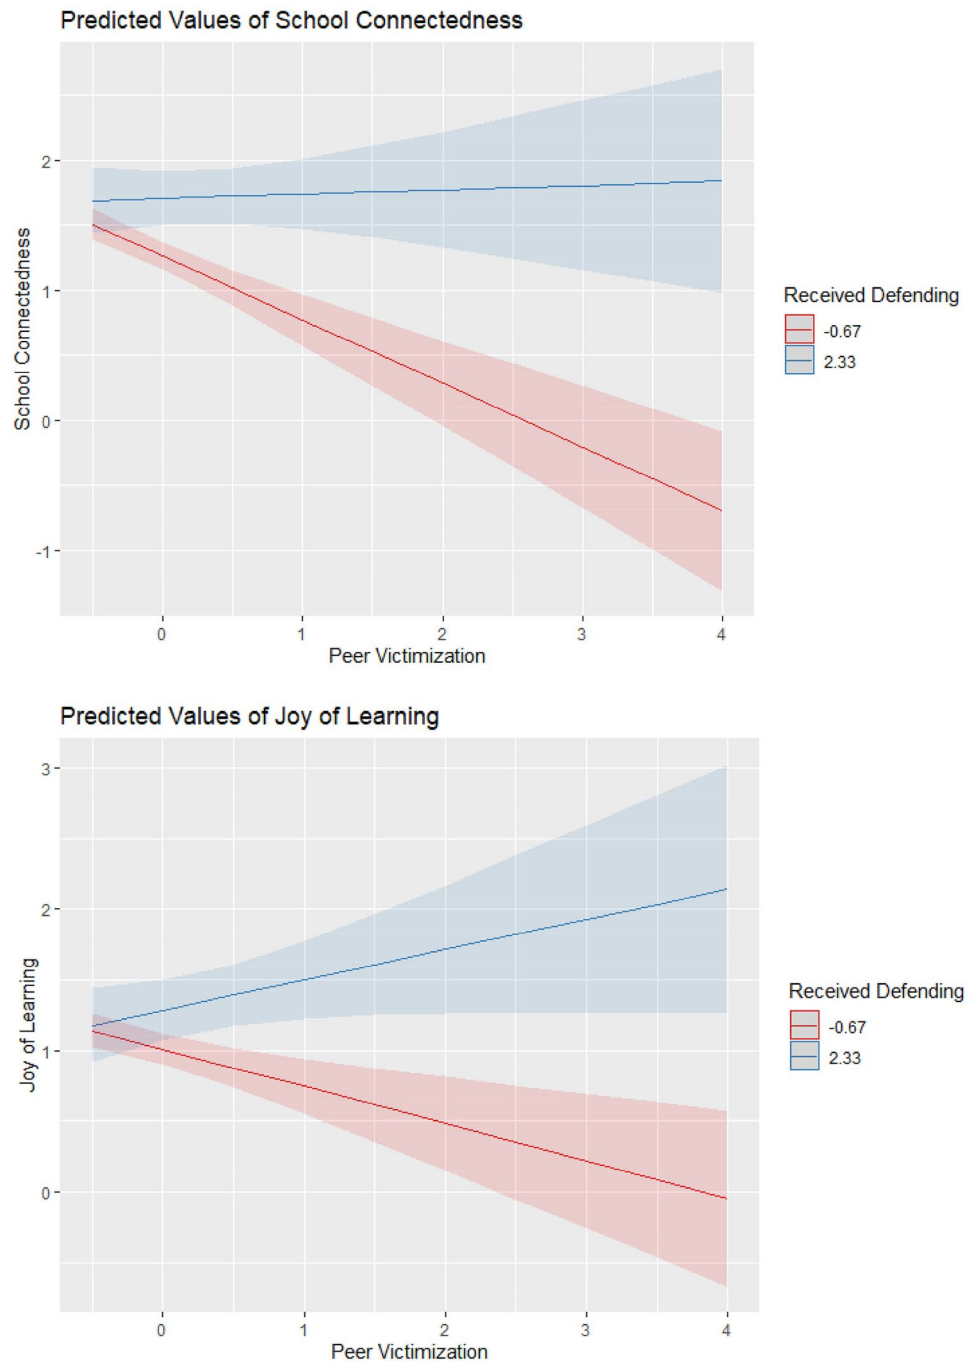 Predicted Values of School Connectedness
2
1
0
-1
School Connectedness
0 1 2 3 4
Peer Victimization
Received Defending
-0.67
2.33
Predicted Values of Joy of Learning
3
2
1
0
Joy of Learning
0 1 2 3 4
Peer Victimization
Received Defending
-0.67
2.33